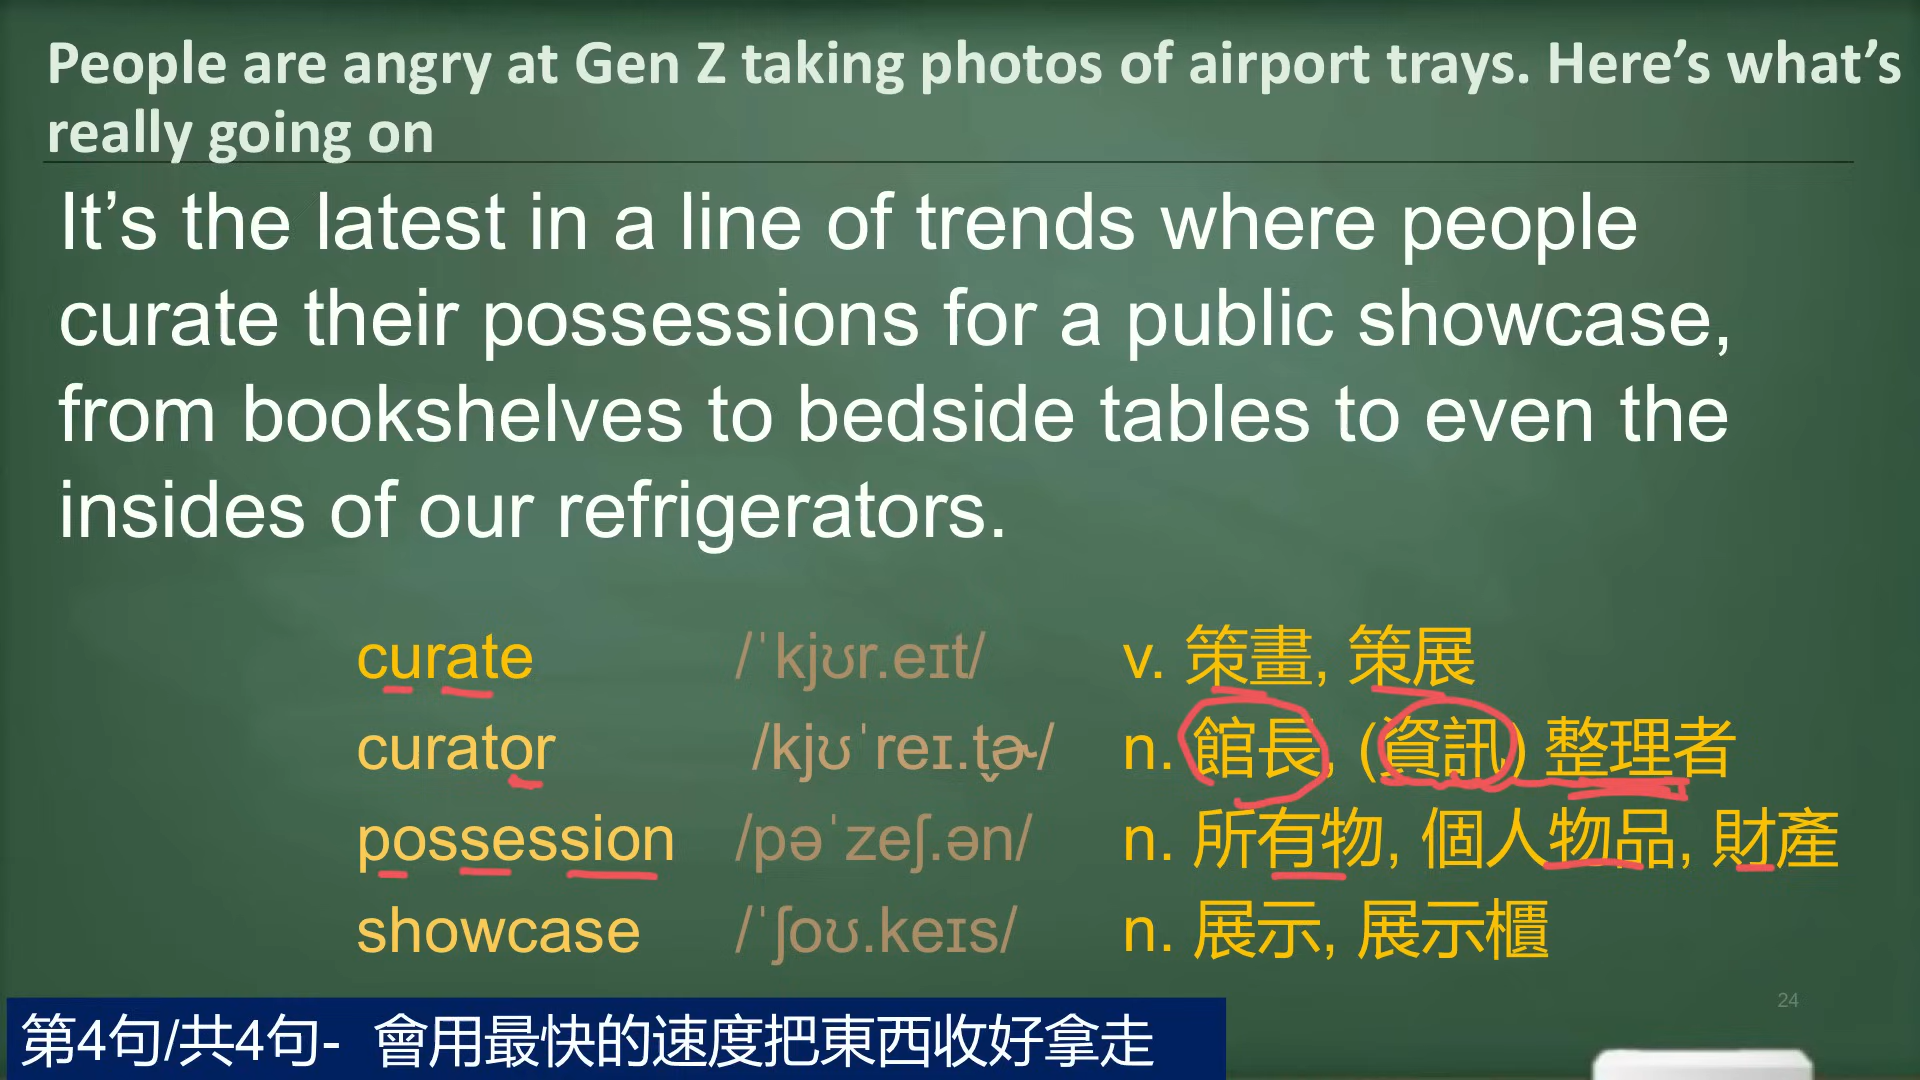 People are angry at Gen Z taking photos of airport trays. Here’s what’s
really going on
It’s the latest in a line of trends where people
curate their possessions for a public showcase,
from bookshelves to bedside tables to even the
insides of our refrigerators.
curate /ˈkjʊr.eɪt/ v. 策畫, 策展
curator /kjʊˈreɪ.t̬ɚ/ n. 館長, (資訊) 整理者
possession /pəˈzeʃ.ən/ n. 所有物, 個人物品, 財產
showcase /ˈʃoʊ.keɪs/ n. 展示, 展示櫃
24
第4句/共4句- 會用最快的速度把東西收好拿走